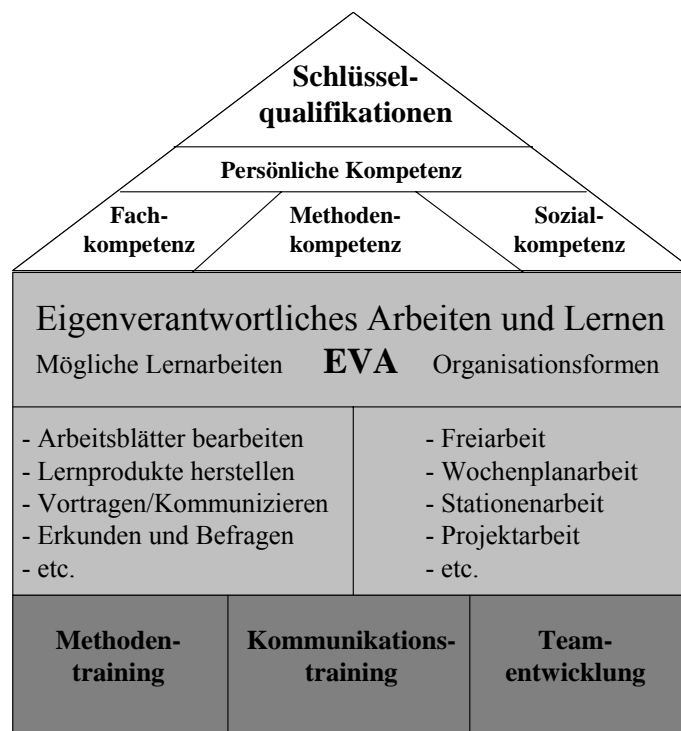 Schlüssel-
qualifikationen
Persönliche Kompetenz
Fach-
kompetenz
Methoden-
kompetenz
Sozial-
kompetenz
Eigenverantwortliches Arbeiten und Lernen
Mögliche Lernarbeiten EVA Organisationsformen
- Arbeitsblätter bearbeiten
- Lernprodukte herstellen
- Vortragen/Kommunizieren
- Erkunden und Befragen
- etc.
- Freiarbeit
- Wochenplanarbeit
- Stationenarbeit
- Projektarbeit
- etc.
Methoden-
training
Kommunikations-
training
Team-
entwicklung